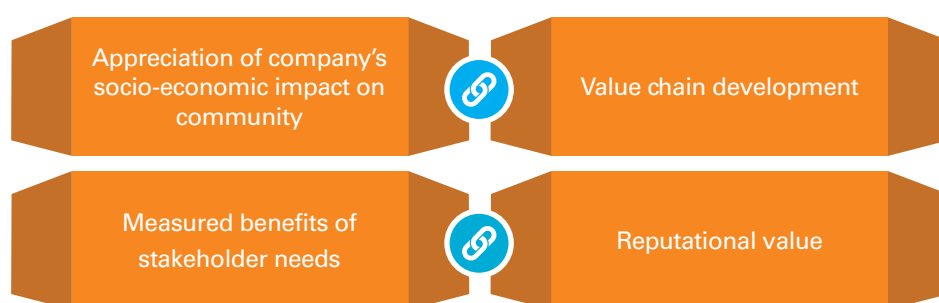 Appreciation of company’s
socio-economic impact on
community
Value chain development
Measured benefits of
stakeholder needs
Reputational value